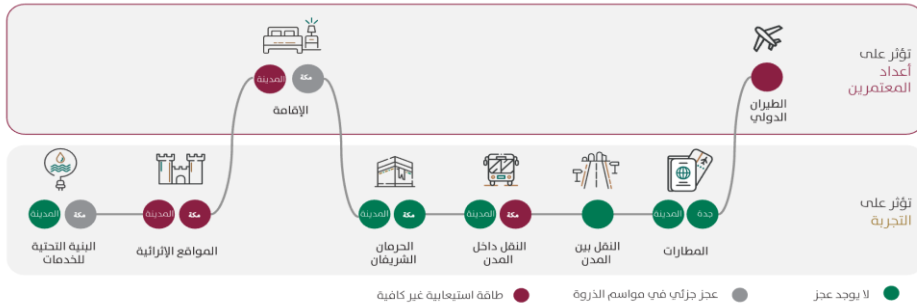 تؤثر على
أعداد
المعتمرين
الطيران
الدولي
مكة
المدينة
الإقامة
تؤثر على
التجربة
جدة
المدينة
المطارات
النقل بين
المدن
مكة
المدينة
النقل داخل
المدن
مكة
المدينة
الحرمان
الشريفان
مكة
المدينة
المواقع الإثرائية
مكة
المدينة
البنية التحتية
للخدمات
لا يوجد عجز
عجز جزئي في مواسم الذروة
طاقة استيعابية غير كافية